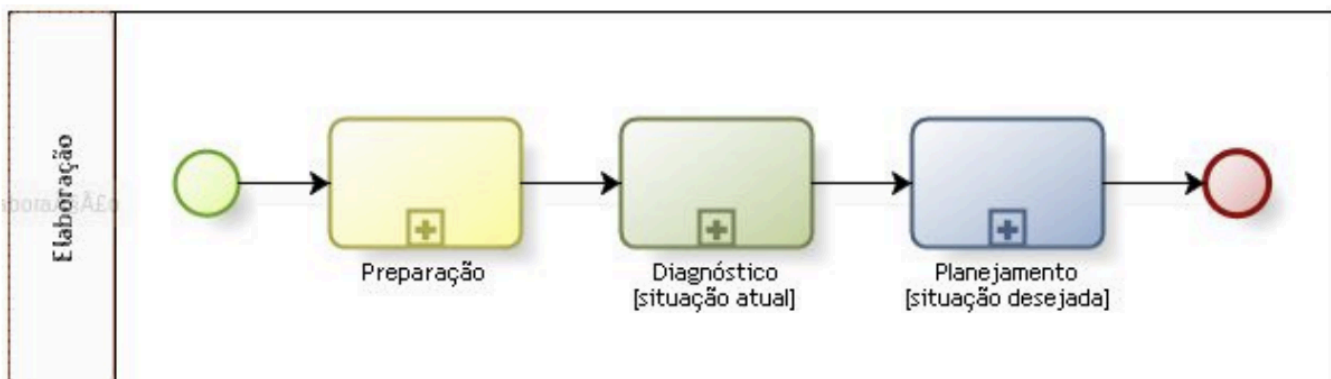 Elaboração
Preparação
Diagnóstico
[situação atual]
Planejamento
[situação desejada]